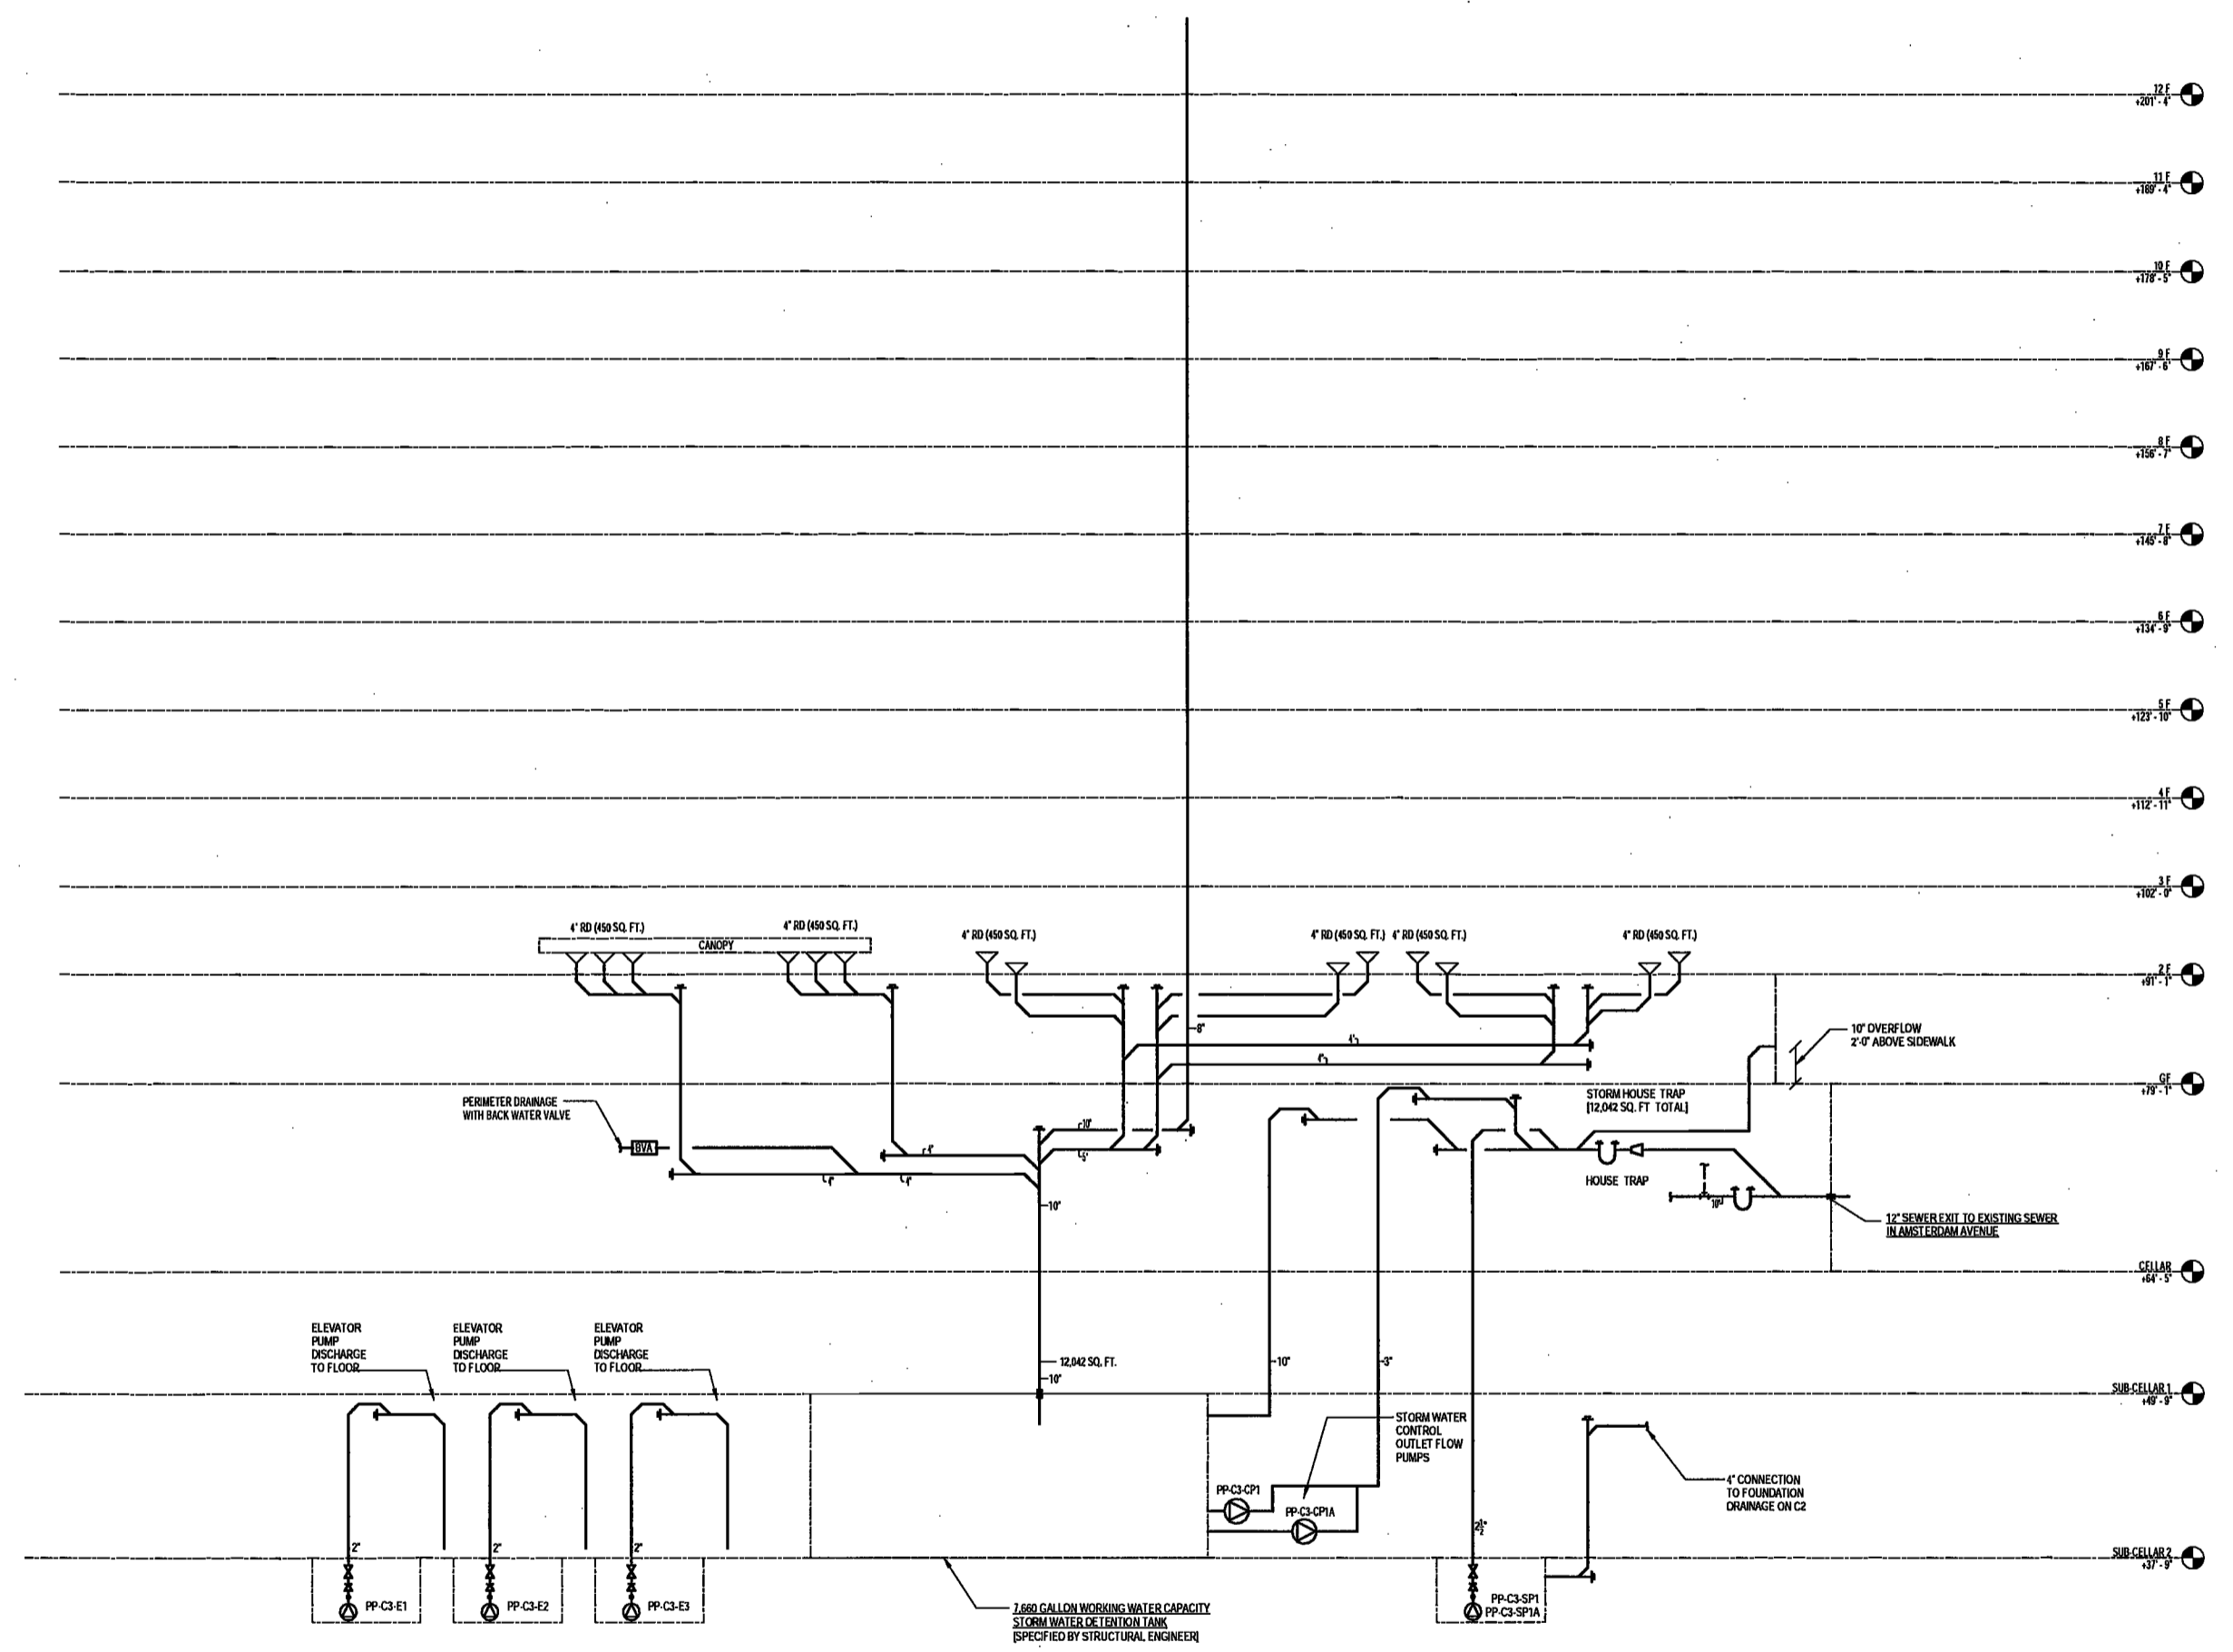 12 F
+201' - 4"
11 F
+189' - 4"
10 F
+178' - 5"
9 F
+167' - 6"
8 F
+156' - 7"
7 F
+145' - 8"
6 F
+134' - 9"
5 F
+123' - 10"
4 F
+112' - 11"
3 F
+102' - 0"
4" RD (450 SQ. FT.)
4" RD (450 SQ. FT.)
4" RD (450 SQ. FT.)
4" RD (450 SQ. FT.)
4" RD (450 SQ. FT.)
4" RD (450 SQ. FT.)
CANOPY
2 F
+91' - 1"
8"
4"
4"
10" OVERFLOW
2'-0" ABOVE SIDEWALK
GF
+79' - 1"
PERIMETER DRAINAGE
WITH BACK WATER VALVE
BVA
STORM HOUSE TRAP
[12,042 SQ. FT TOTAL]
10"
5"
4"
4"
4"
HOUSE TRAP
10"
10"
12" SEWER EXIT TO EXISTING SEWER
IN AMSTERDAM AVENUE
CELLAR
+64' - 5"
ELEVATOR
PUMP
DISCHARGE
TO FLOOR
ELEVATOR
PUMP
DISCHARGE
TO FLOOR
ELEVATOR
PUMP
DISCHARGE
TO FLOOR
12,042 SQ. FT.
10"
10"
3"
SUB-CELLAR 1
+49' - 9"
STORM WATER
CONTROL
OUTLET FLOW
PUMPS
PP-C3-CP1
PP-C3-CP1A
4" CONNECTION
TO FOUNDATION
DRAINAGE ON C2
2½"
2"
2"
2"
SUB-CELLAR 2
+37' - 9"
PP-C3-E1
PP-C3-E2
PP-C3-E3
PP-C3-SP1
PP-C3-SP1A
7,660 GALLON WORKING WATER CAPACITY
STORM WATER DETENTION TANK
[SPECIFIED BY STRUCTURAL ENGINEER]